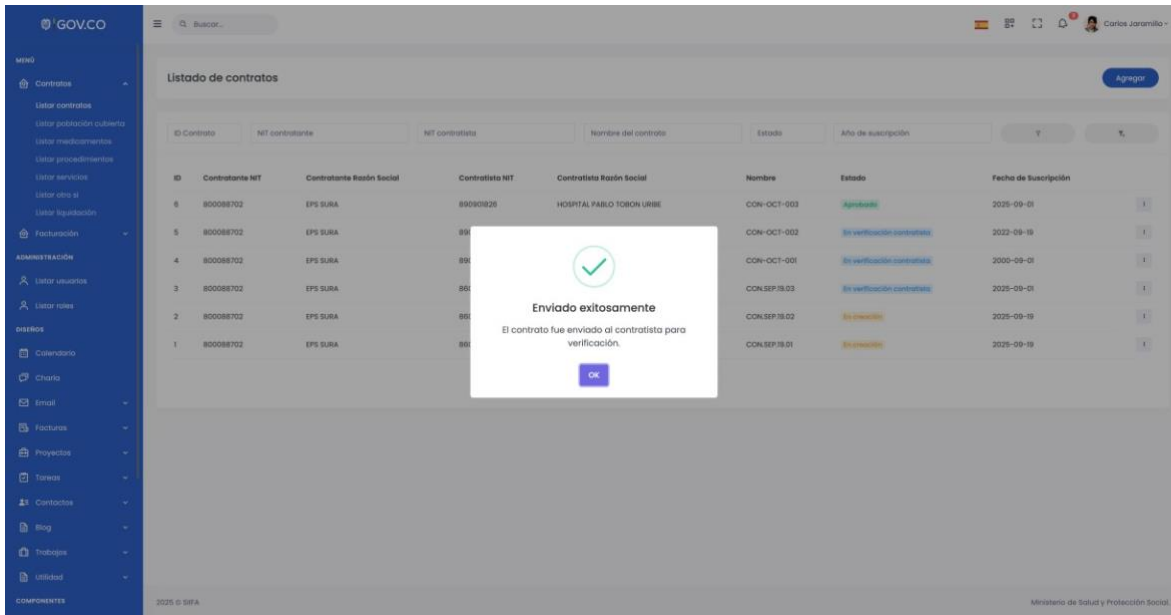 GOV.CO
Buscar...
Carlos Jaramillo
MENÚ
Contratos
Listar contratos
Listar población cubierta
Listar medicamentos
Listar procedimientos
Listar servicios
Listar otro si
Listar liquidación
Facturación
ADMINISTRACIÓN
Listar usuarios
Listar roles
DISEÑOS
Calendario
Charla
Email
Facturas
Proyectos
Tareas
Contactos
Blog
Trabajos
Utilidad
COMPONENTES
Listado de contratos
Agregar
ID Contrato NIT contratante NIT contratista Nombre del contrato Estado Año de suscripción
ID Contratante NIT Contratante Razón Social Contratista NIT Contratista Razón Social Nombre Estado Fecha de Suscripción
6 800088702 EPS SURA 890901826 HOSPITAL PABLO TOBON URIBE CON-OCT-003 Aprobado 2025-09-01
5 800088702 EPS SURA CON-OCT-002 En verificación contratista 2022-09-19
4 800088702 EPS SURA CON-OCT-001 En verificación contratista 2000-09-01
3 800088702 EPS SURA CON.SEP.19.03 En verificación contratista 2025-09-01
2 800088702 EPS SURA CON.SEP.19.02 En creación 2025-09-19
1 800088702 EPS SURA CON.SEP.19.01 En creación 2025-09-19
Enviado exitosamente
El contrato fue enviado al contratista para
verificación.
OK
2025 © SIIFA
Ministerio de Salud y Protección Social